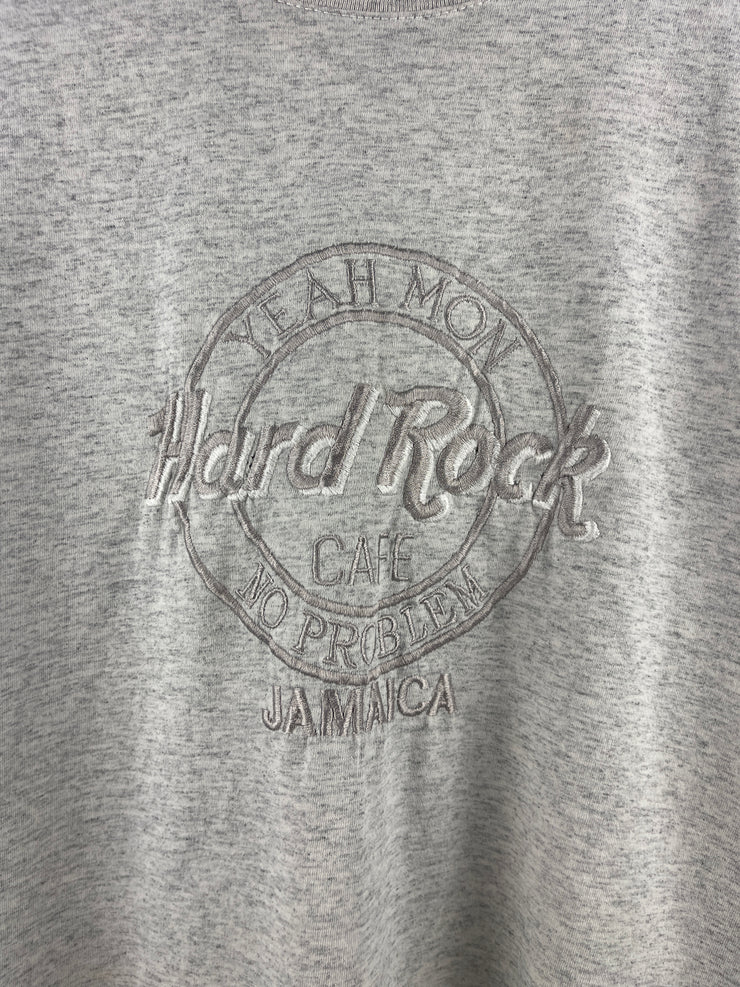 YEAH MON
Hard Rock
CAFE
NO PROBLEM
JAMAICA